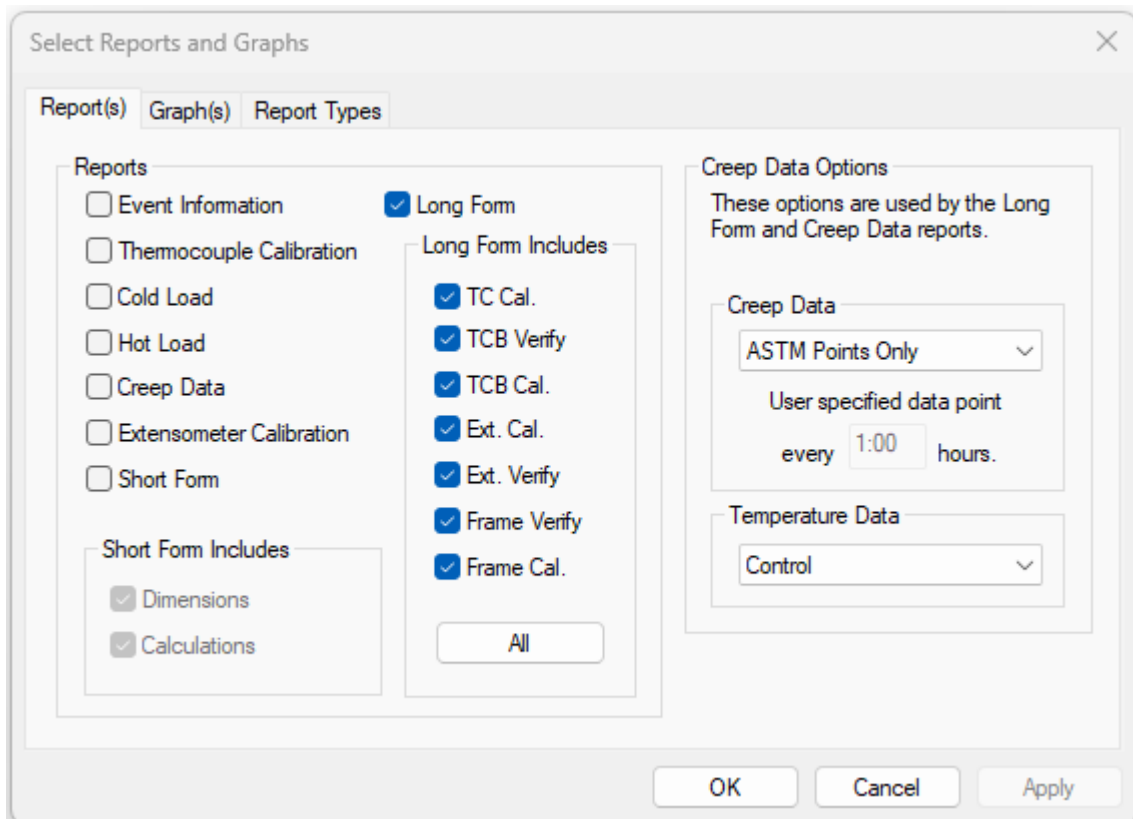 Select Reports and Graphs
Report(s)
Graph(s)
Report Types
Reports
Event Information
Thermocouple Calibration
Cold Load
Hot Load
Creep Data
Extensometer Calibration
Short Form
Short Form Includes
Dimensions
Calculations
Long Form
Long Form Includes
TC Cal.
TCB Verify
TCB Cal.
Ext. Cal.
Ext. Verify
Frame Verify
Frame Cal.
All
Creep Data Options
These options are used by the Long
Form and Creep Data reports.
Creep Data
ASTM Points Only
User specified data point
every 1:00 hours.
Temperature Data
Control
OK
Cancel
Apply